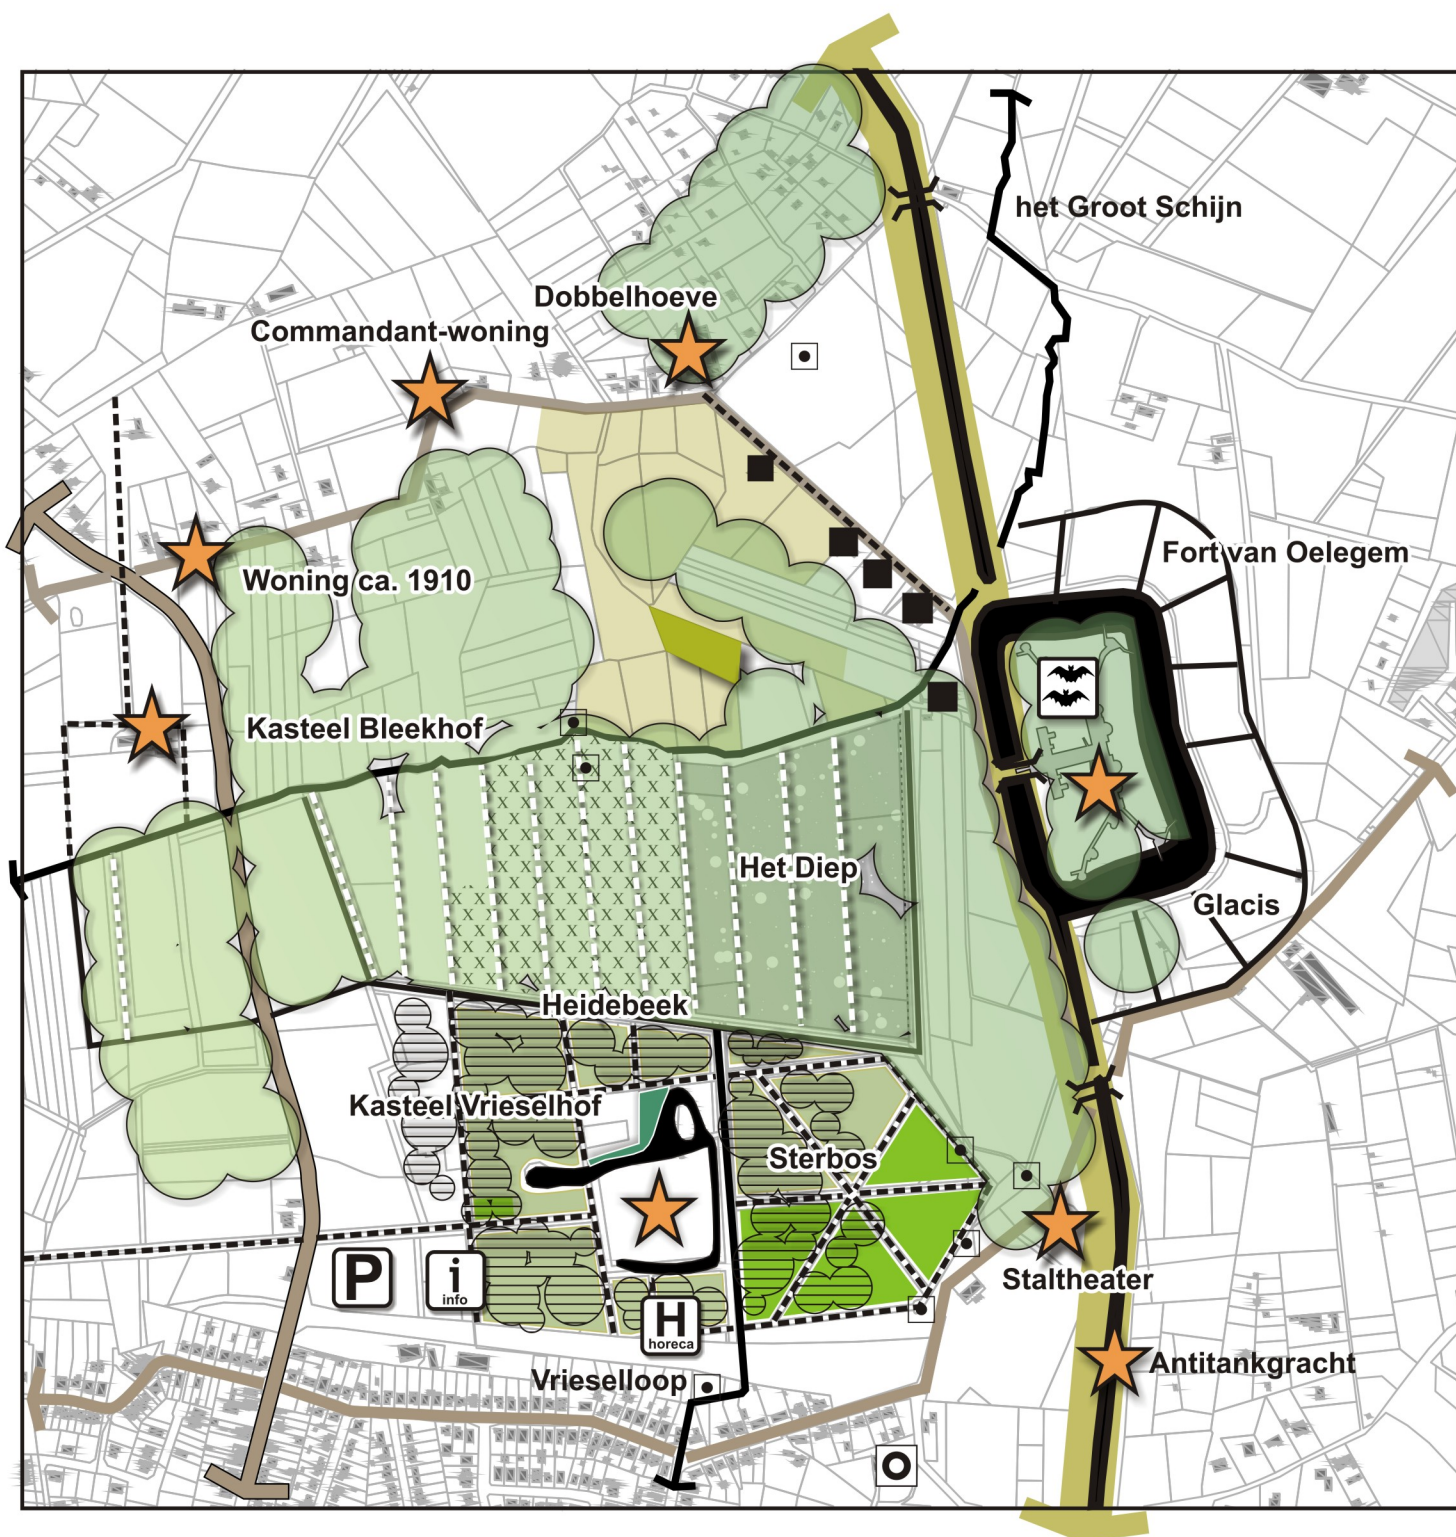 het Groot Schijn
Dobbelhoeve
Commandant-woning
Fort van Oelegem
Woning ca. 1910
Kasteel Bleekhof
Het Diep
Glacis
Heidebeek
Kasteel Vrieselhof
Sterbos
P
i
info
Staltheater
H
horeca
Antitankgracht
Vrieselloop